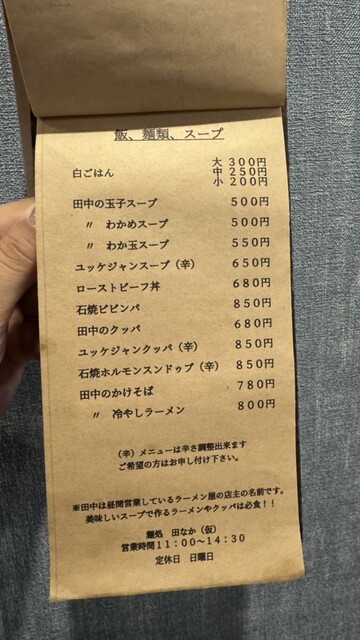 飯、麺類、スープ
白ごはん 大 300円
中 250円
小 200円
田中の玉子スープ 500円
〃 わかめスープ 500円
〃 わか玉スープ 550円
ユッケジャンスープ（辛） 650円
ローストビーフ丼 680円
石焼ビビンパ 850円
田中のクッパ 680円
ユッケジャンクッパ（辛） 850円
石焼ホルモンスンドゥブ（辛） 850円
田中のかけそば 780円
〃 冷やしラーメン 800円
（辛）メニューは辛さ調整出来ます
ご希望の方はお申し付け下さい。
※田中は昼間営業しているラーメン屋の店主の名前です。
美味しいスープで作るラーメンやクッパは必食！！
麺処 田なか（仮）
営業時間11：00～14：30
定休日 日曜日